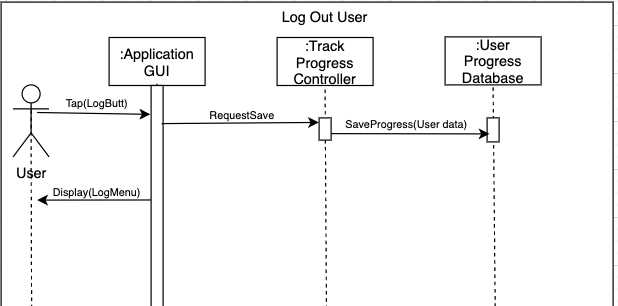 Log Out User
:Application
GUI
:Track
Progress
Controller
:User
Progress
Database
Tap(LogButt)
RequestSave
SaveProgress(User data)
User
Display(LogMenu)